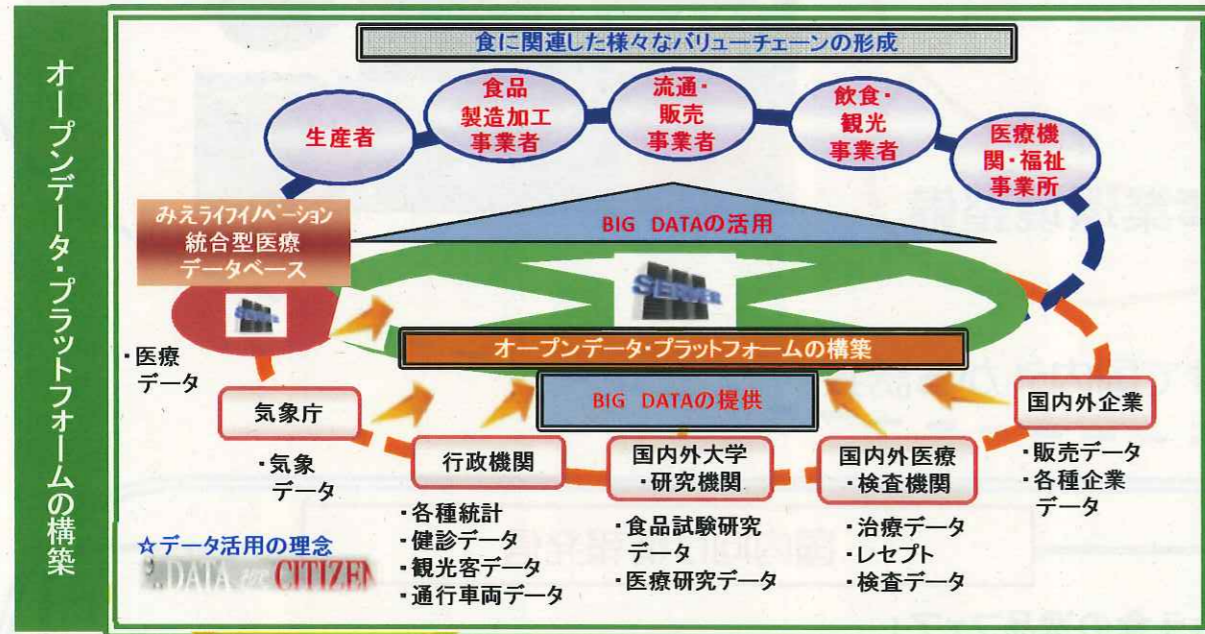 オープンデータ・プラットフォームの構築
食に関連した様々なバリューチェーンの形成
生産者
食品
製造加工
事業者
流通・
販売
事業者
飲食・
観光
事業者
医療機
関・福祉
事業所
みえライフイノベーション
統合型医療
データベース
BIG DATAの活用
SERVER
SERVER
オープンデータ・プラットフォームの構築
BIG DATAの提供
・医療
データ
気象庁
・気象
データ
行政機関
・各種統計
・健診データ
・観光客データ
・通行車両データ
国内外大学
・研究機関
・食品試験研究
データ
・医療研究データ
国内外医療
・検査機関
・治療データ
・レセプト
・検査データ
国内外企業
・販売データ
・各種企業
データ
☆データ活用の理念
DATA for CITIZEN